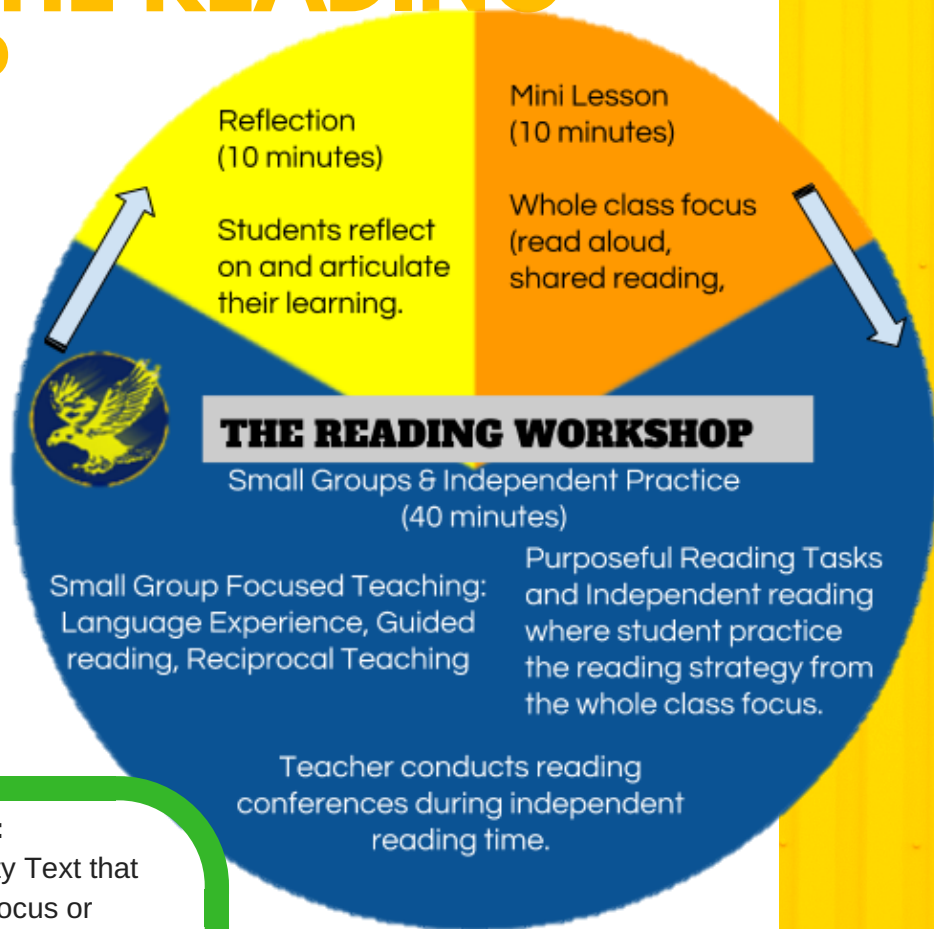 THE READING
Mini Lesson
(10 minutes)
Whole class focus
(read aloud,
shared reading,
Reflection
(10 minutes)
Students reflect
on and articulate
their learning.
THE READING WORKSHOP
Small Groups & Independent Practice
(40 minutes)
Small Group Focused Teaching:
Language Experience, Guided
reading, Reciprocal Teaching
Purposeful Reading Tasks
and Independent reading
where student practice
the reading strategy from
the whole class focus.
Teacher conducts reading
conferences during independent
reading time.
:
Text that
or